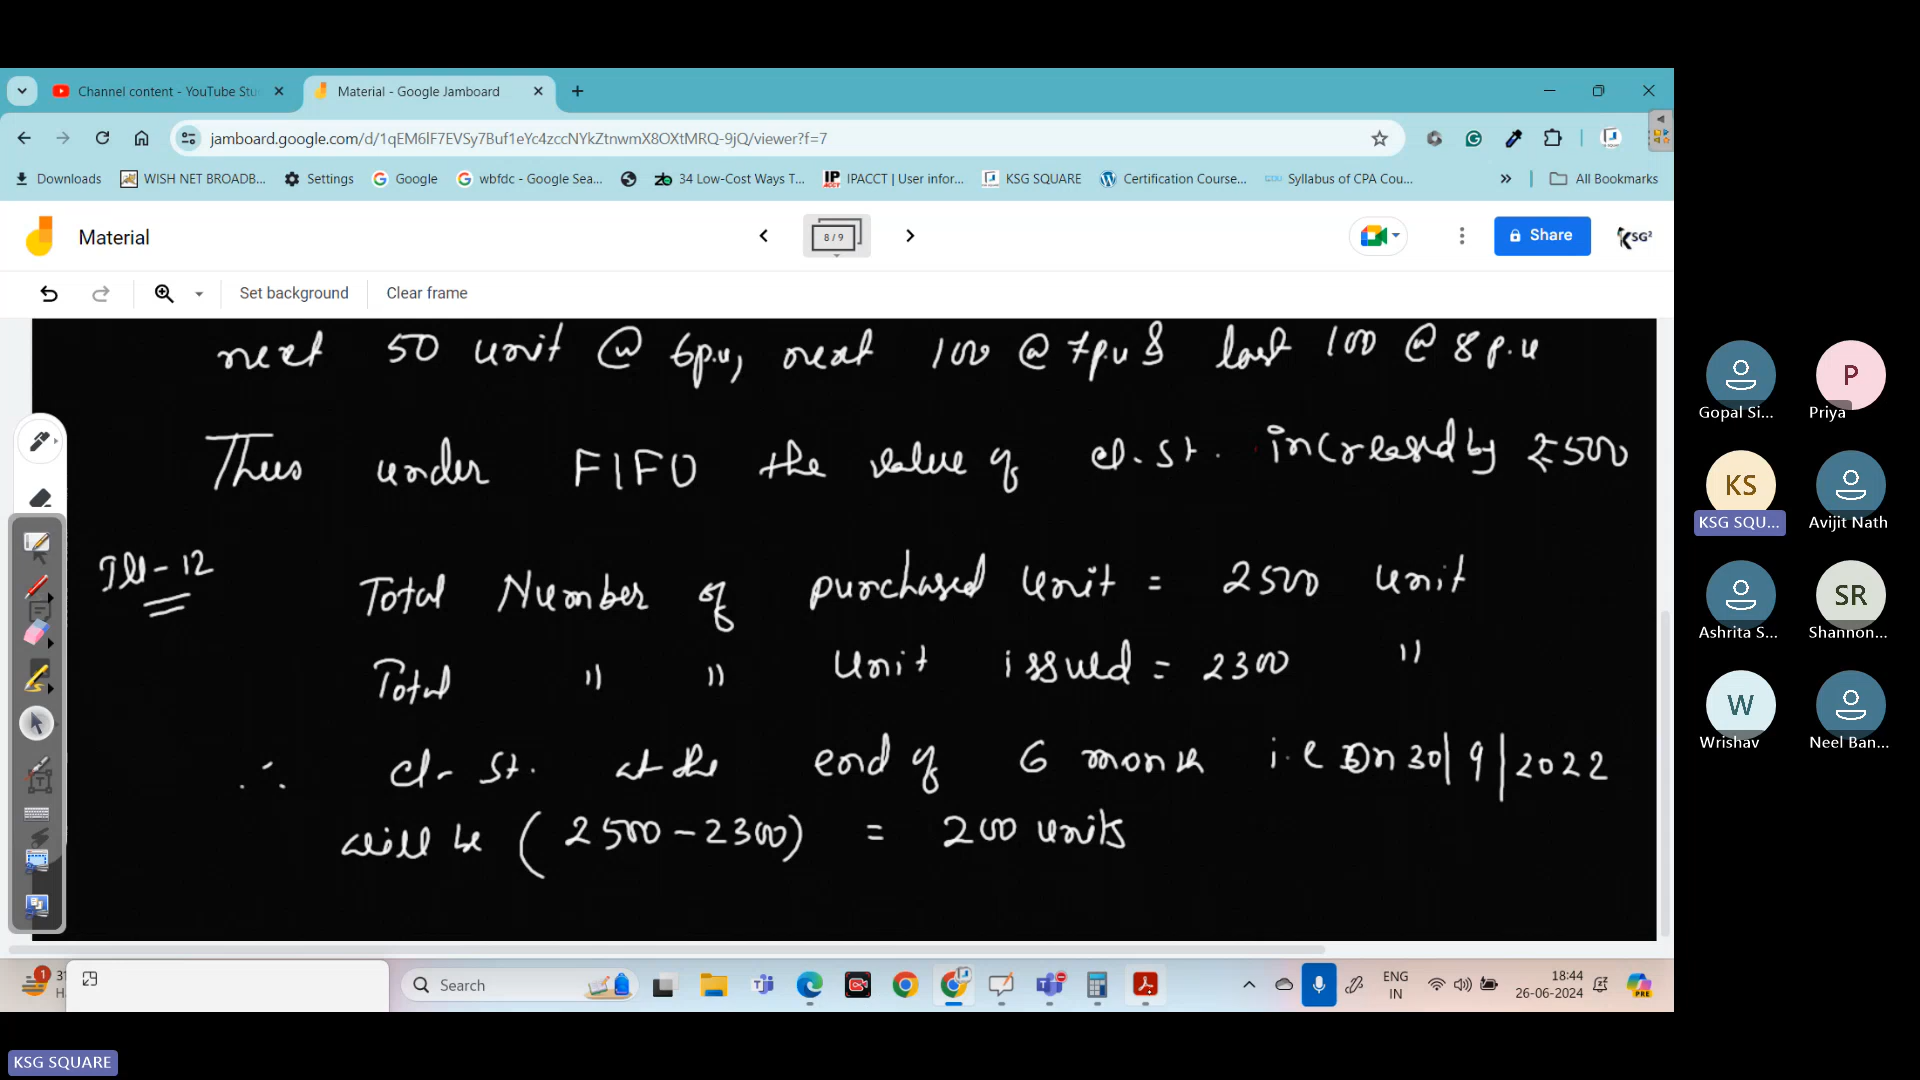 Channel content - YouTube Stu
Material - Google Jamboard
jamboard.google.com/d/1qEM6lF7EVSy7Buf1eYc4zccNYkZtnwmX8OXtMRQ-9jQ/viewer?f=7
Downloads WISH NET BROADB... Settings Google wbfdc - Google Sea... 34 Low-Cost Ways T... IPACCT | User infor... KSG SQUARE Certification Course... Syllabus of CPA Cou... » All Bookmarks
Material 8 / 9 Share KSG²
Set background Clear frame
next 50 unit @ 6p.u, next 100 @ 7p.u & last 100 @ 8 p.u
Thus under FIFO the value of cl. St. increased by ₹500
Ill-12
Total Number of purchased unit = 2500 unit
Total " " unit issued = 2300 "
∴ cl- St. at the end of 6 month i.e on 30/9/2022
will be (2500-2300) = 200 units
Gopal Si...
P
Priya
KS
KSG SQU...
Avijit Nath
Ashrita S...
SR
Shannon...
W
Wrishav
Neel Ban...
1
Search
ENG
IN
18:44
26-06-2024
PRE
KSG SQUARE